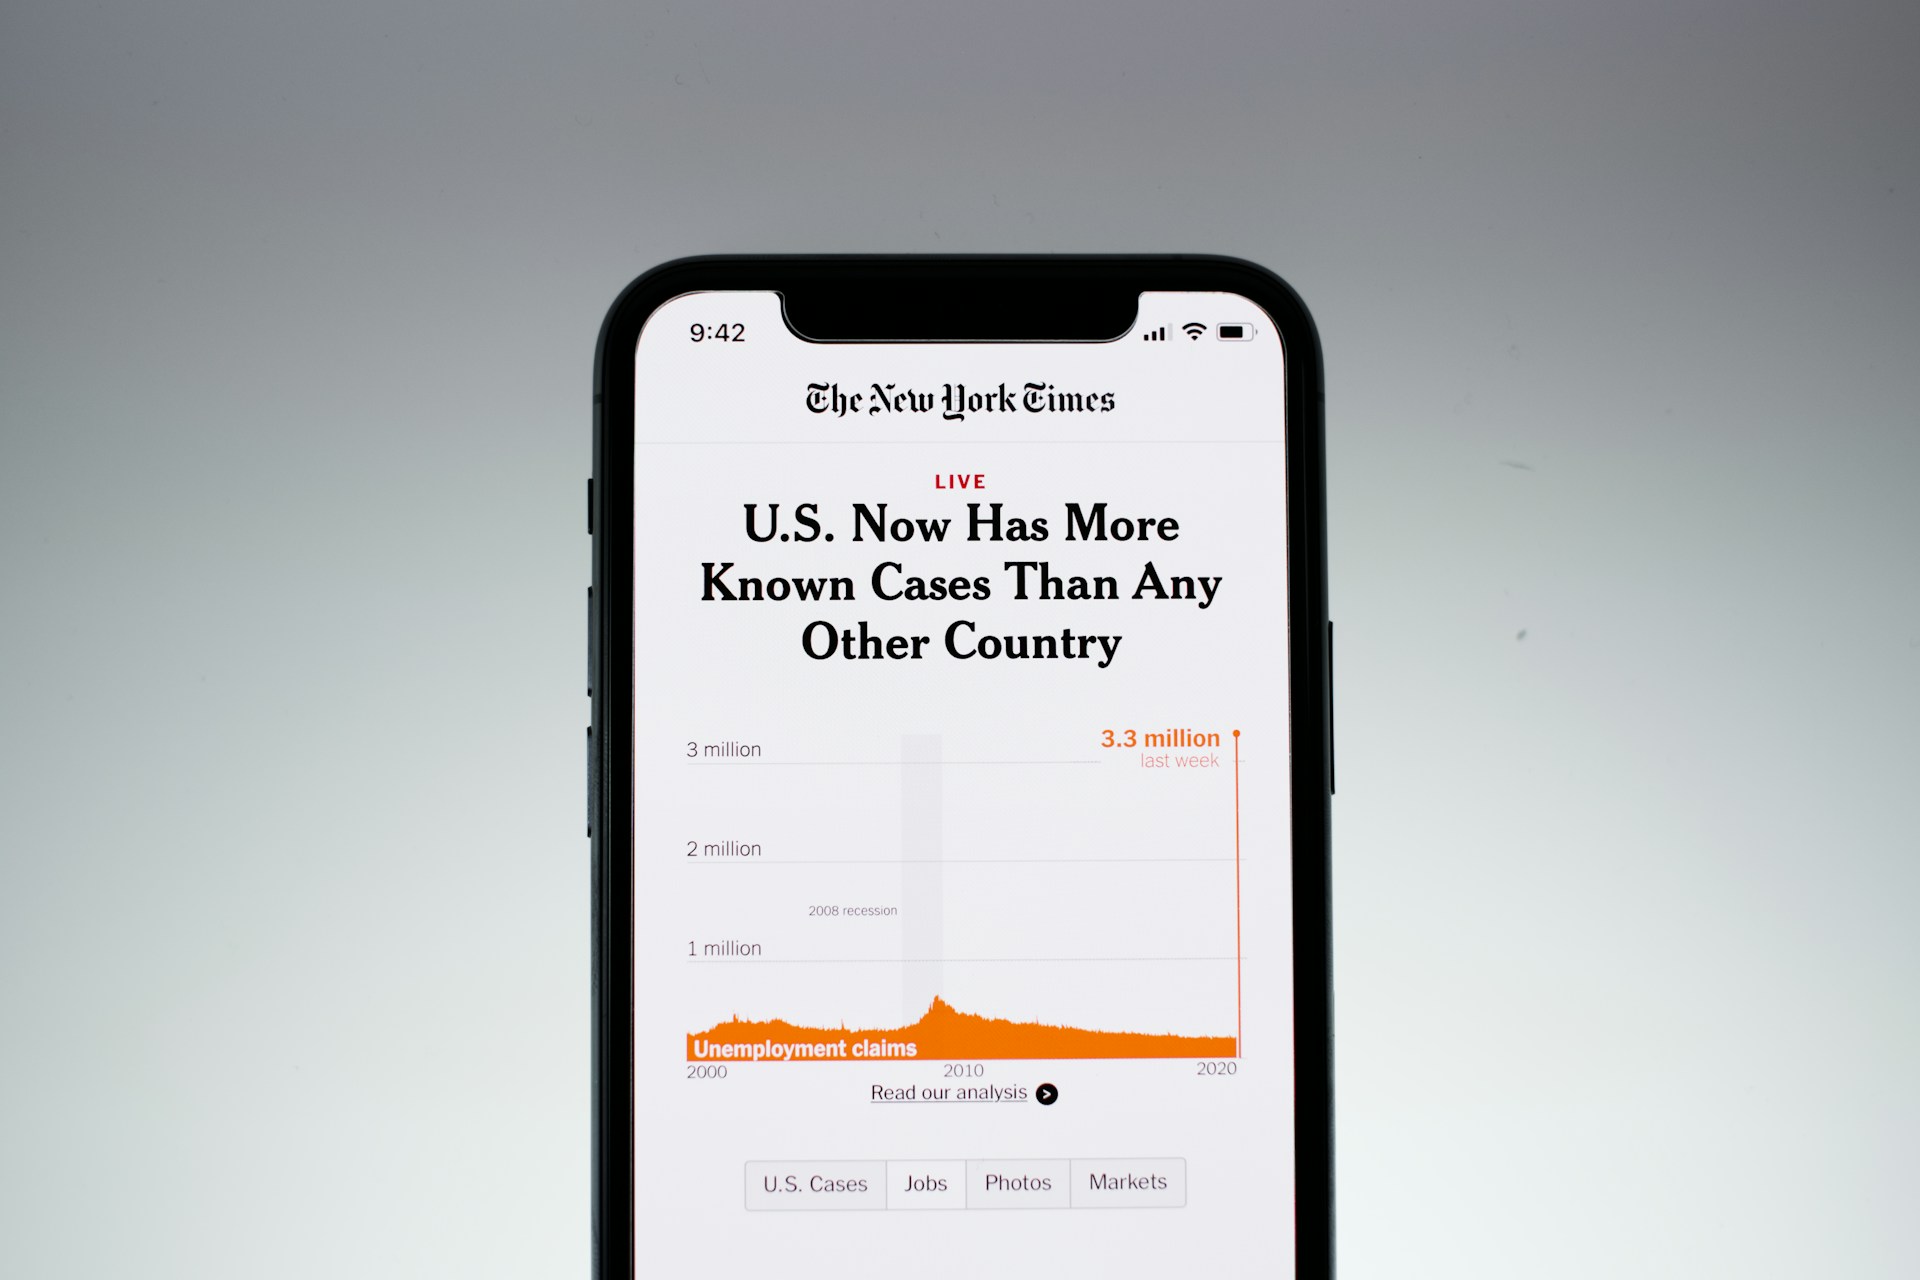 9:42
The New York Times
LIVE
U.S. Now Has More
Known Cases Than Any
Other Country
3 million
3.3 million
last week
2 million
2008 recession
1 million
Unemployment claims
2000 2010 2020
Read our analysis
U.S. Cases Jobs Photos Markets